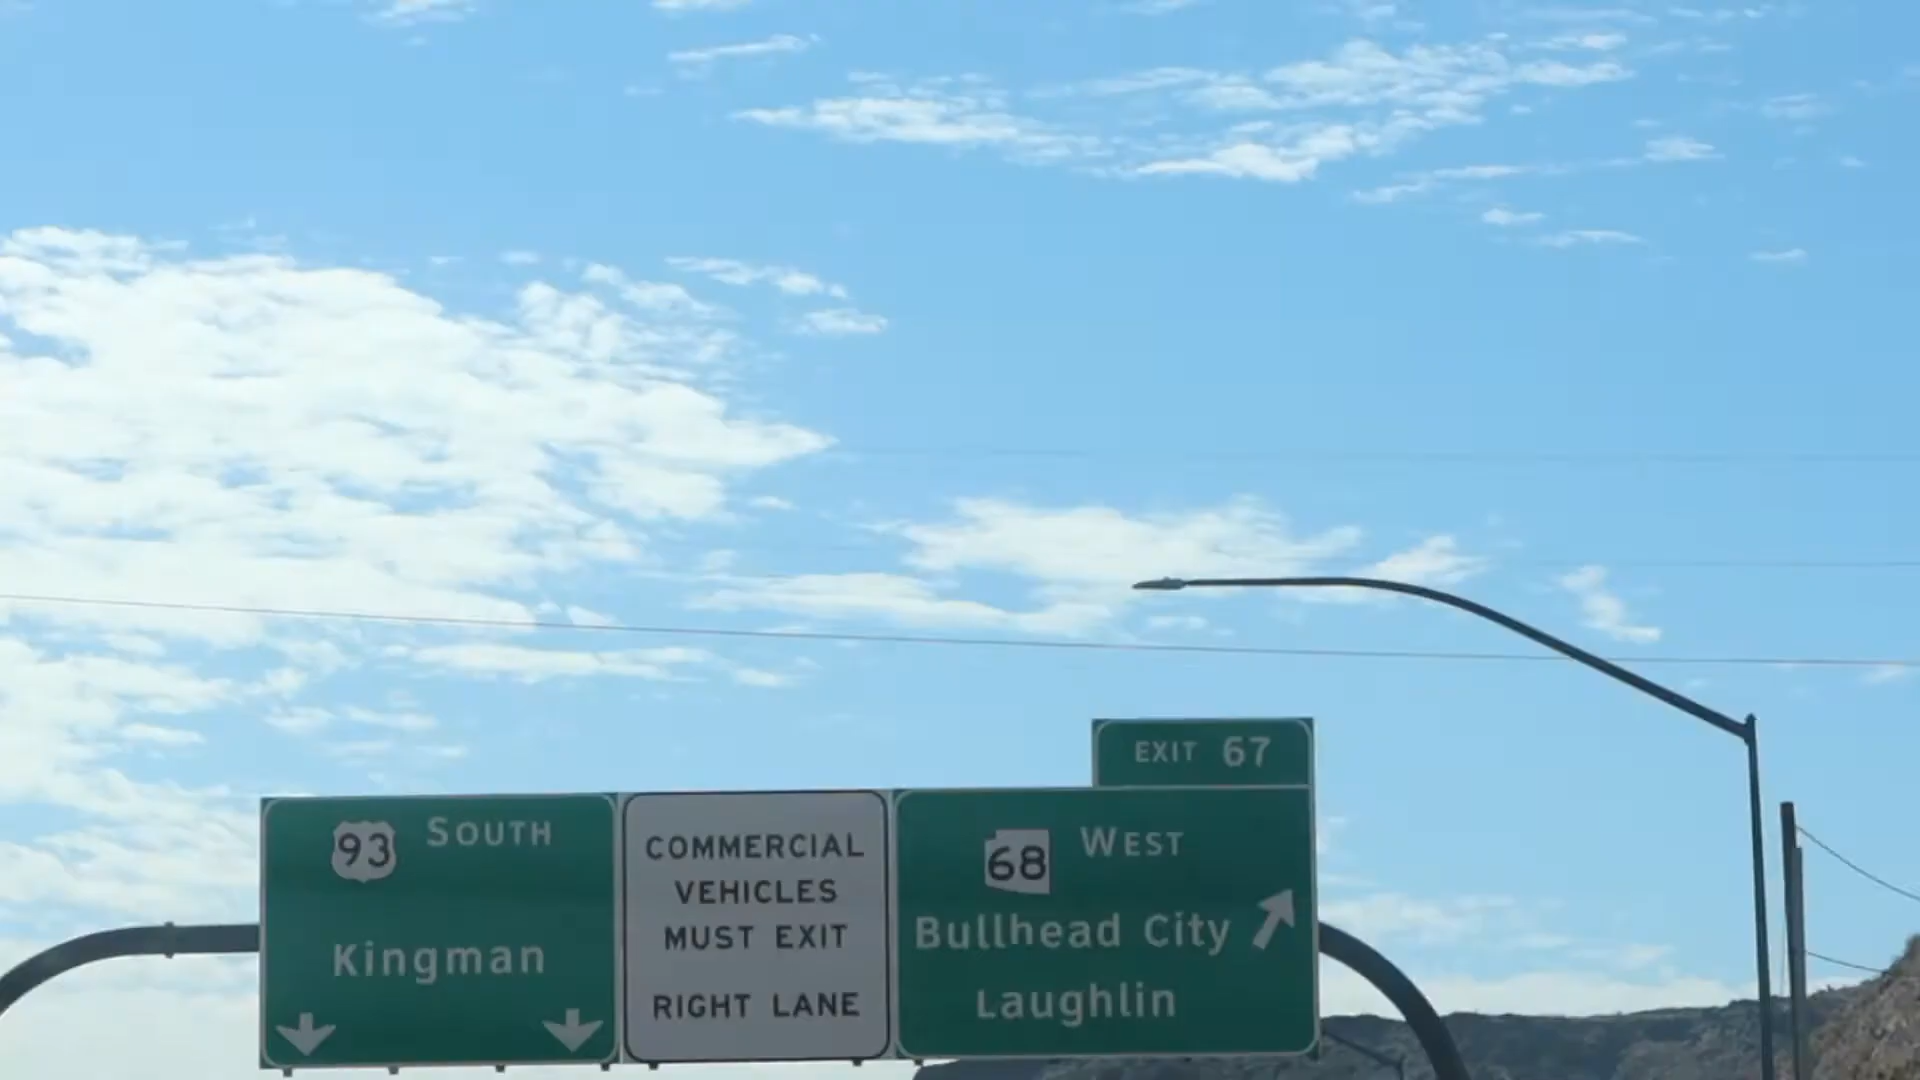 93 SOUTH
Kingman
COMMERCIAL
VEHICLES
MUST EXIT
RIGHT LANE
EXIT 67
68 WEST
Bullhead City
Laughlin